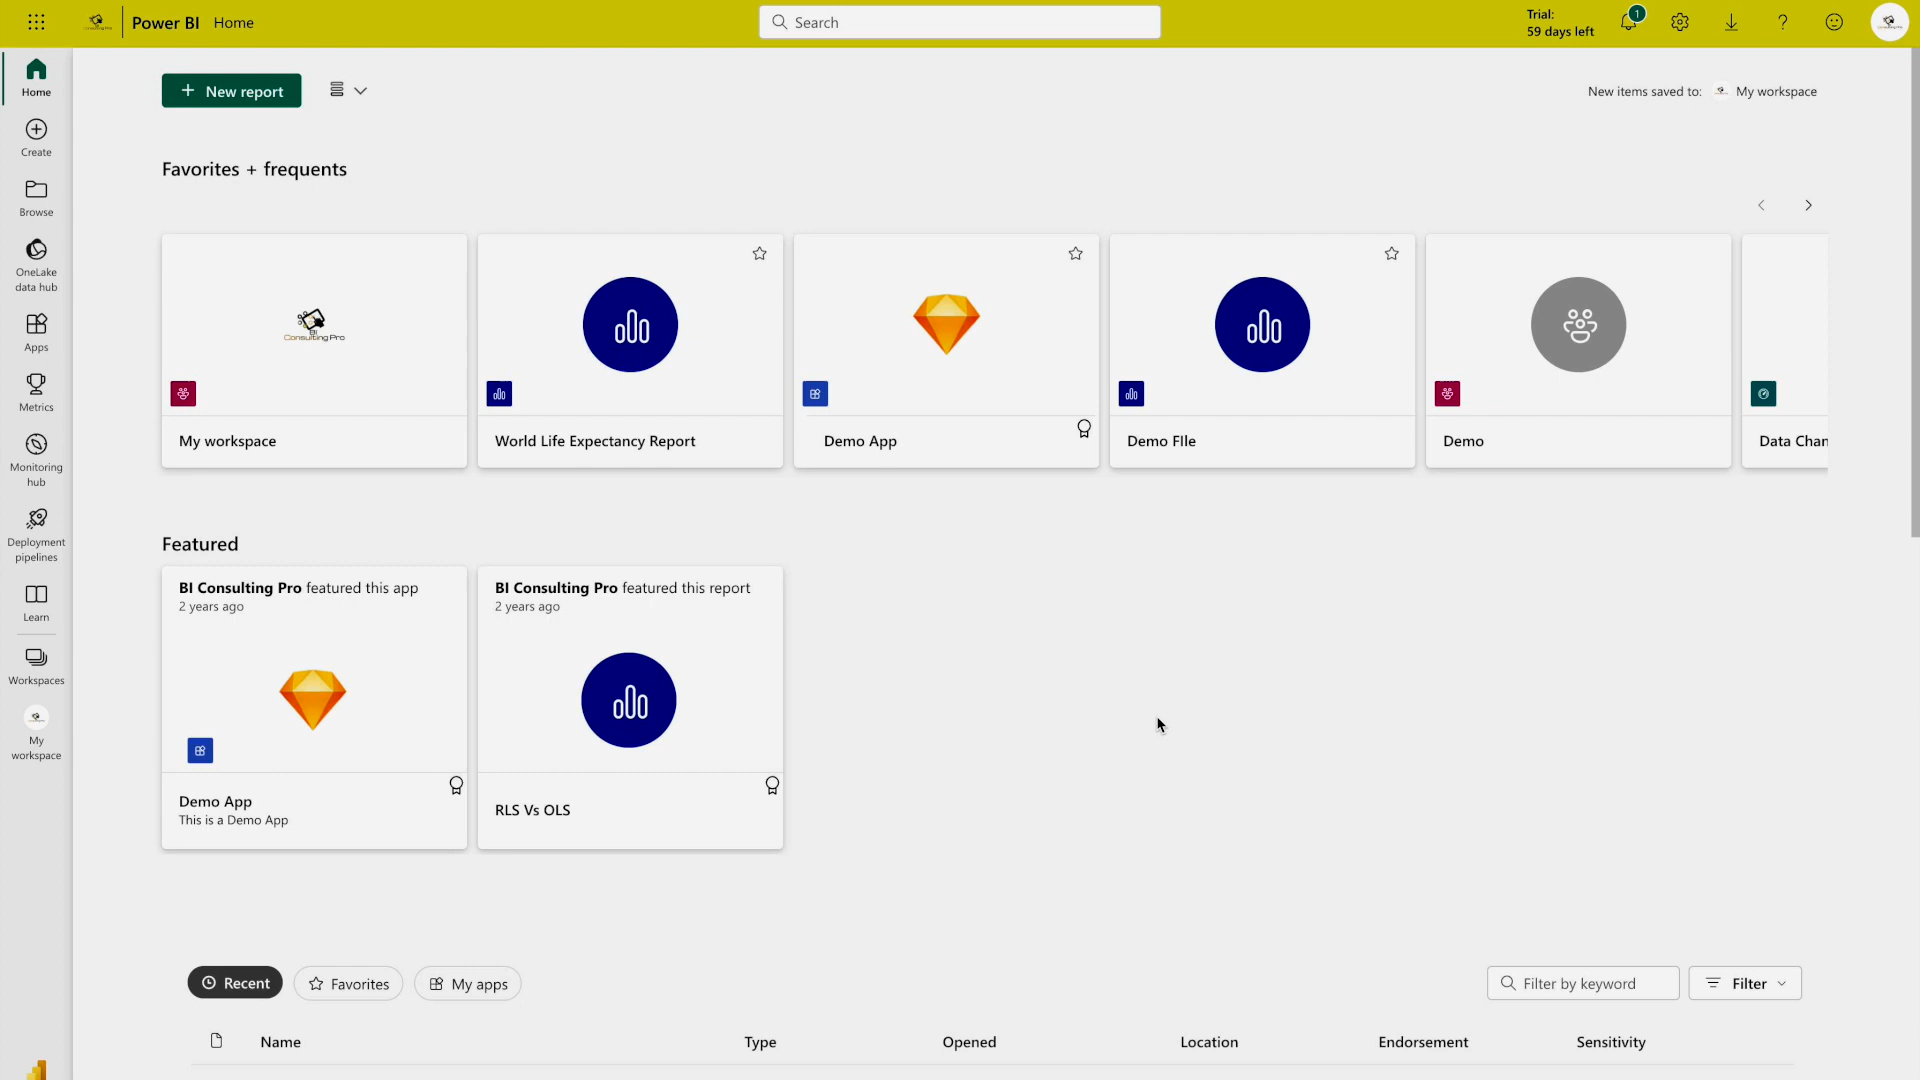 Power BI Home
Search
Trial:
59 days left
1
Home
Create
Browse
OneLake
data hub
Apps
Metrics
Monitoring
hub
Deployment
pipelines
Learn
Workspaces
My
workspace
New report
New items saved to: My workspace
Favorites + frequents
BI
Consulting Pro
My workspace
World Life Expectancy Report
Demo App
Demo FIle
Demo
Data Chan
Featured
BI Consulting Pro featured this app
2 years ago
Demo App
This is a Demo App
BI Consulting Pro featured this report
2 years ago
RLS Vs OLS
Recent
Favorites
My apps
Filter by keyword
Filter
Name
Type
Opened
Location
Endorsement
Sensitivity